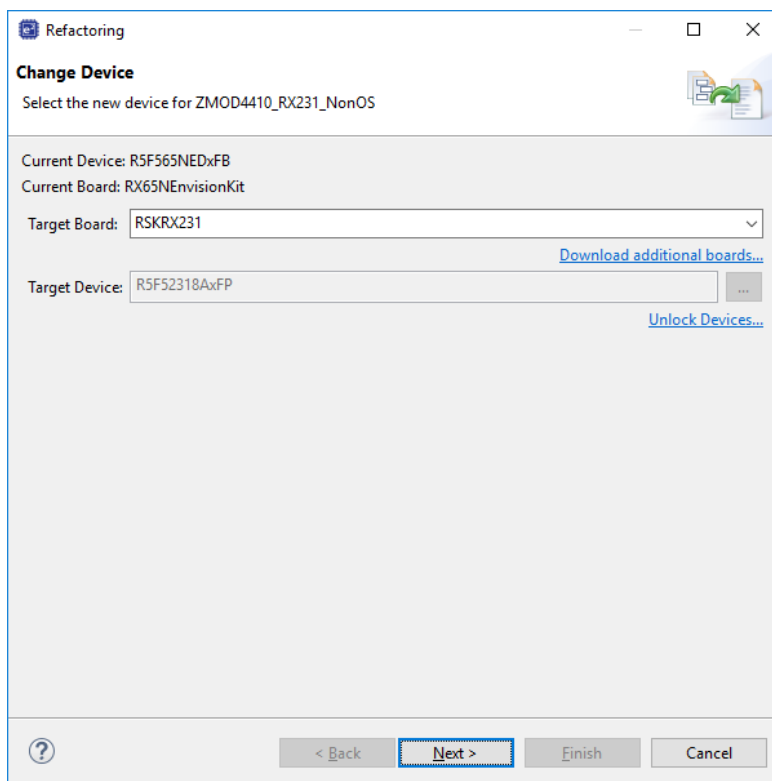 Refactoring
Change Device
Select the new device for ZMOD4410_RX231_NonOS
Current Device: R5F565NEDxFB
Current Board: RX65NEnvisionKit
Target Board: RSKRX231
Download additional boards...
Target Device: R5F52318AxFP ...
Unlock Devices...
? < Back Next > Finish Cancel